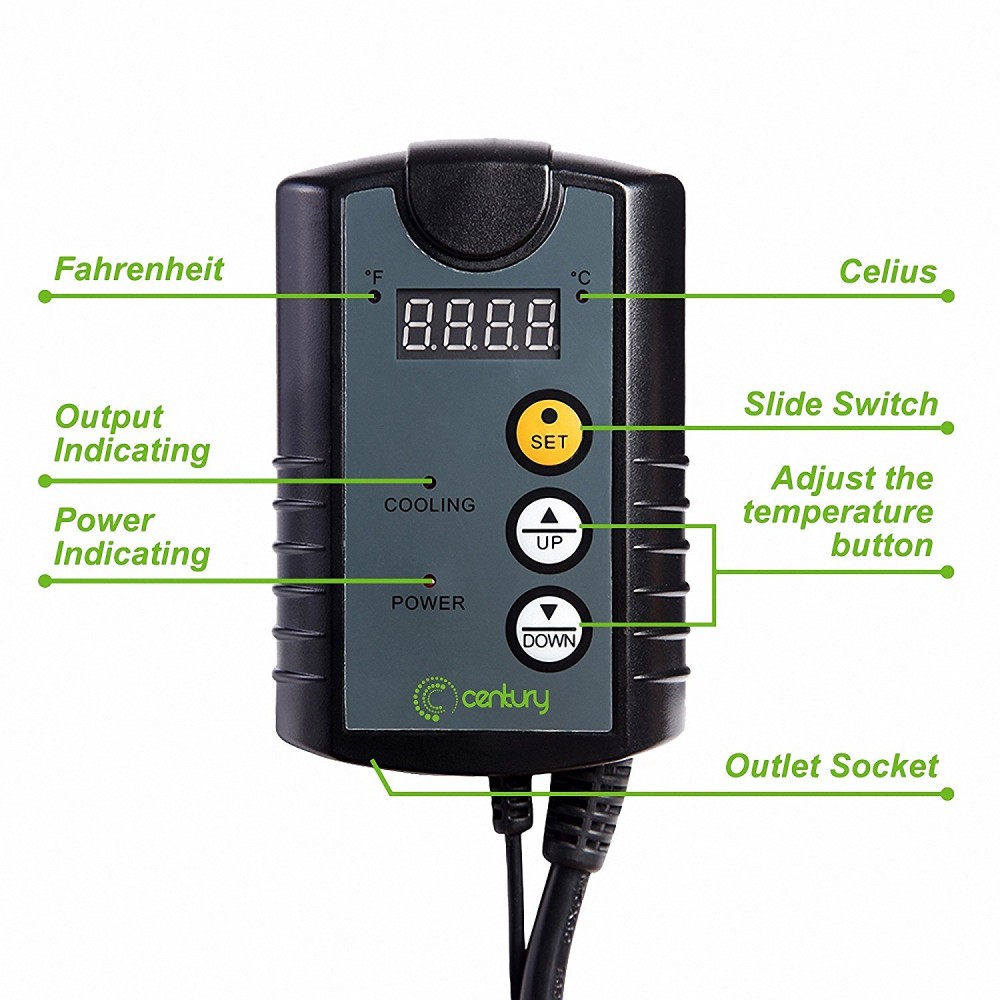 Fahrenheit
°F
°C
Celius
8.8.8.8
Output
Indicating
Slide Switch
SET
COOLING
Adjust the
temperature
button
Power
Indicating
UP
POWER
DOWN
century
Outlet Socket